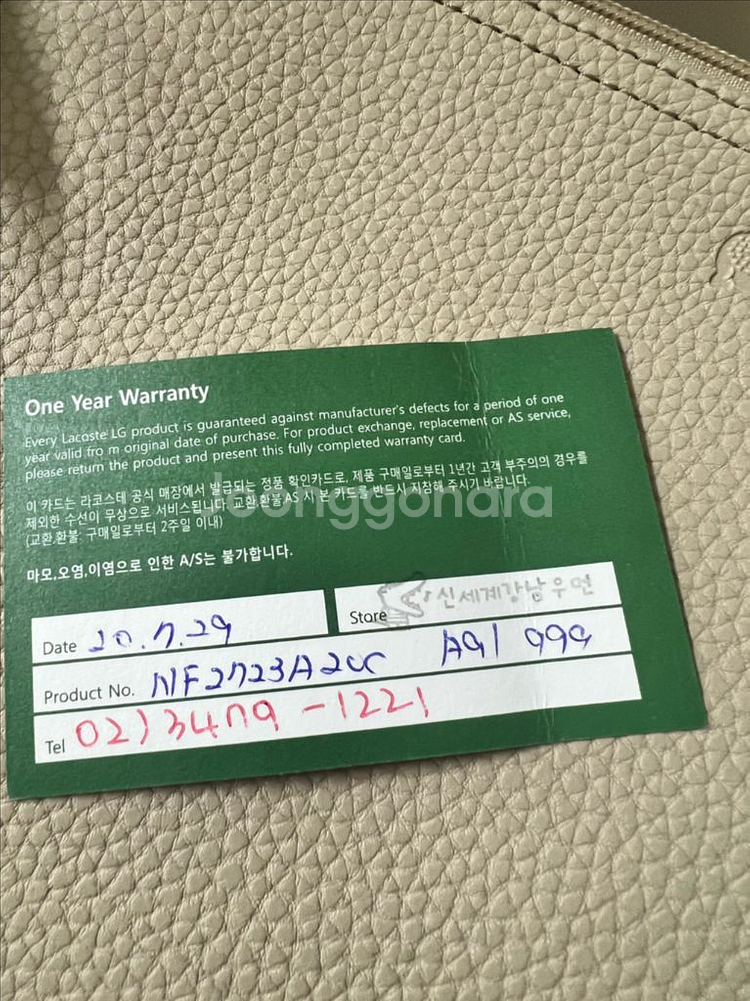 One Year Warranty
Every Lacoste LG product is guaranteed against manufacturer's defects for a period of one
year valid fro m original date of purchase. For product exchange, replacement or AS service,
please return the product and present this fully completed warranty card.
이 카드는 라코스테 공식 매장에서 발급되는 정품 확인카드로, 제품 구매일로부터 1년간 고객 부주의의 경우를
제외한 수선이 무상으로 서비스됩니다. 교환,환불,AS 시 본 카드를 반드시 지참해 주시기 바랍니다.
(교환,환불: 구매일로부터 2주일 이내)
joonggonara
마모,오염,이염으로 인한 A/S는 불가합니다.
Date 20.7.29 Store 신세계강남우먼
Product No. NF2723A20C A91 999
Tel 02)3479-1221